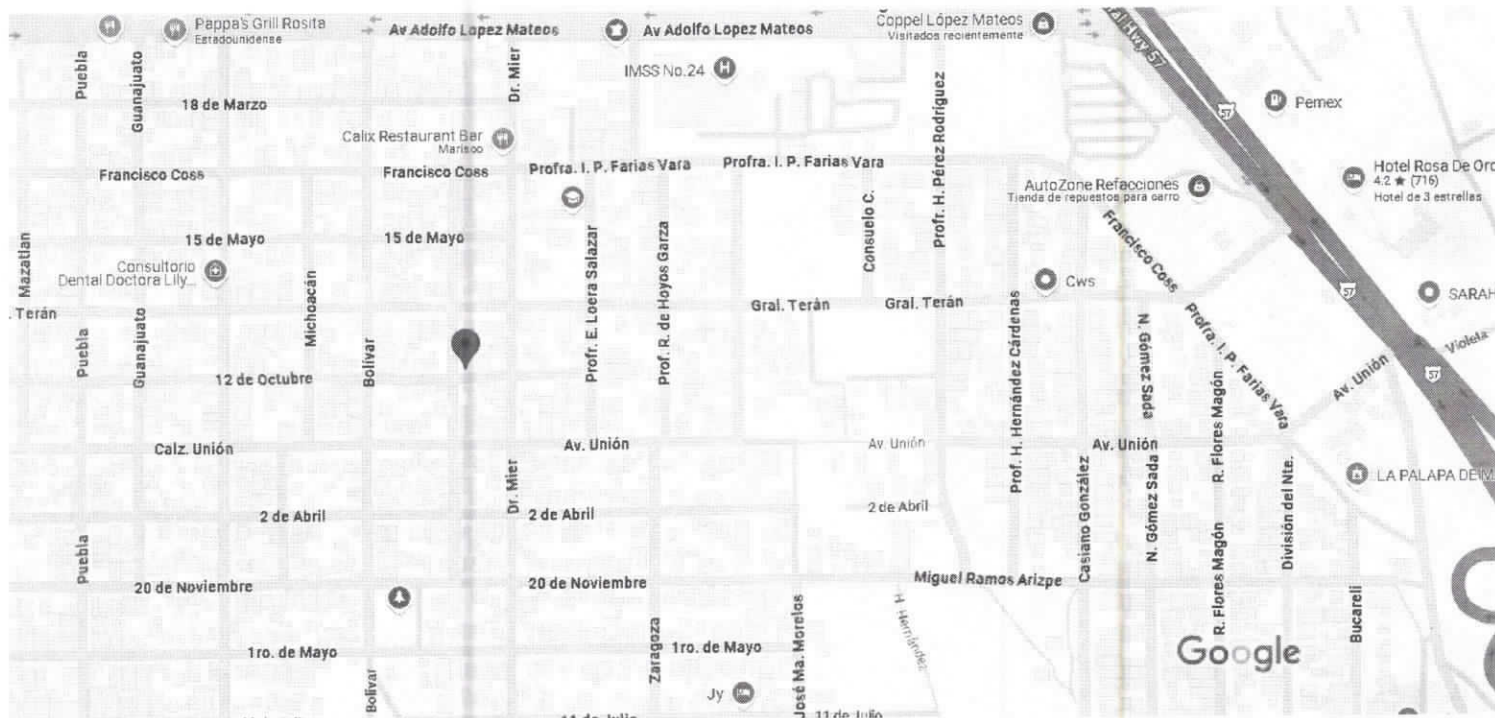 Pappa's Grill Rosita
Estadounidense
Av Adolfo Lopez Mateos
Av Adolfo Lopez Mateos
Coppel López Mateos
Visitados recientemente
Hwy 57
Puebla
Guanajuato
Dr. Mier
IMSS No.24
18 de Marzo
57
Pemex
Calix Restaurant Bar
Marisco
Profr. H. Pérez Rodríguez
Francisco Coss
Francisco Coss
Profra. I. P. Farias Vara
Profra. I. P. Farias Vara
AutoZone Refacciones
Tienda de repuestos para carro
Hotel Rosa De Oro
4.2 ★ (716)
Hotel de 3 estrellas
15 de Mayo
15 de Mayo
Mazatlan
Consultorio
Dental Doctora Lily...
Michoacán
Profr. E. Loera Salazar
Prof. R. de Hoyos Garza
Consuelo C.
Francisco Coss
Cws
57
SARAH
. Terán
Gral. Terán
Gral. Terán
Puebla
Guanajuato
Bolívar
12 de Octubre
Prof. H. Hernández Cárdenas
N. Gómez Sada
Profra. I. P. Farias Vara
R. Flores Magón
Av. Unión
Violeta
57
Calz. Unión
Av. Unión
Av. Unión
Av. Unión
Dr. Mier
Casiano González
N. Gómez Sada
División del Nte.
LA PALAPA DE M
2 de Abril
2 de Abril
2 de Abril
Puebla
20 de Noviembre
20 de Noviembre
Miguel Ramos Arizpe
R. Flores Magón
Bucareli
H. Hernández
1ro. de Mayo
1ro. de Mayo
Zaragoza
José Ma. Morelos
Bolívar
Google
Jy
11 de Julio
11 de Julio